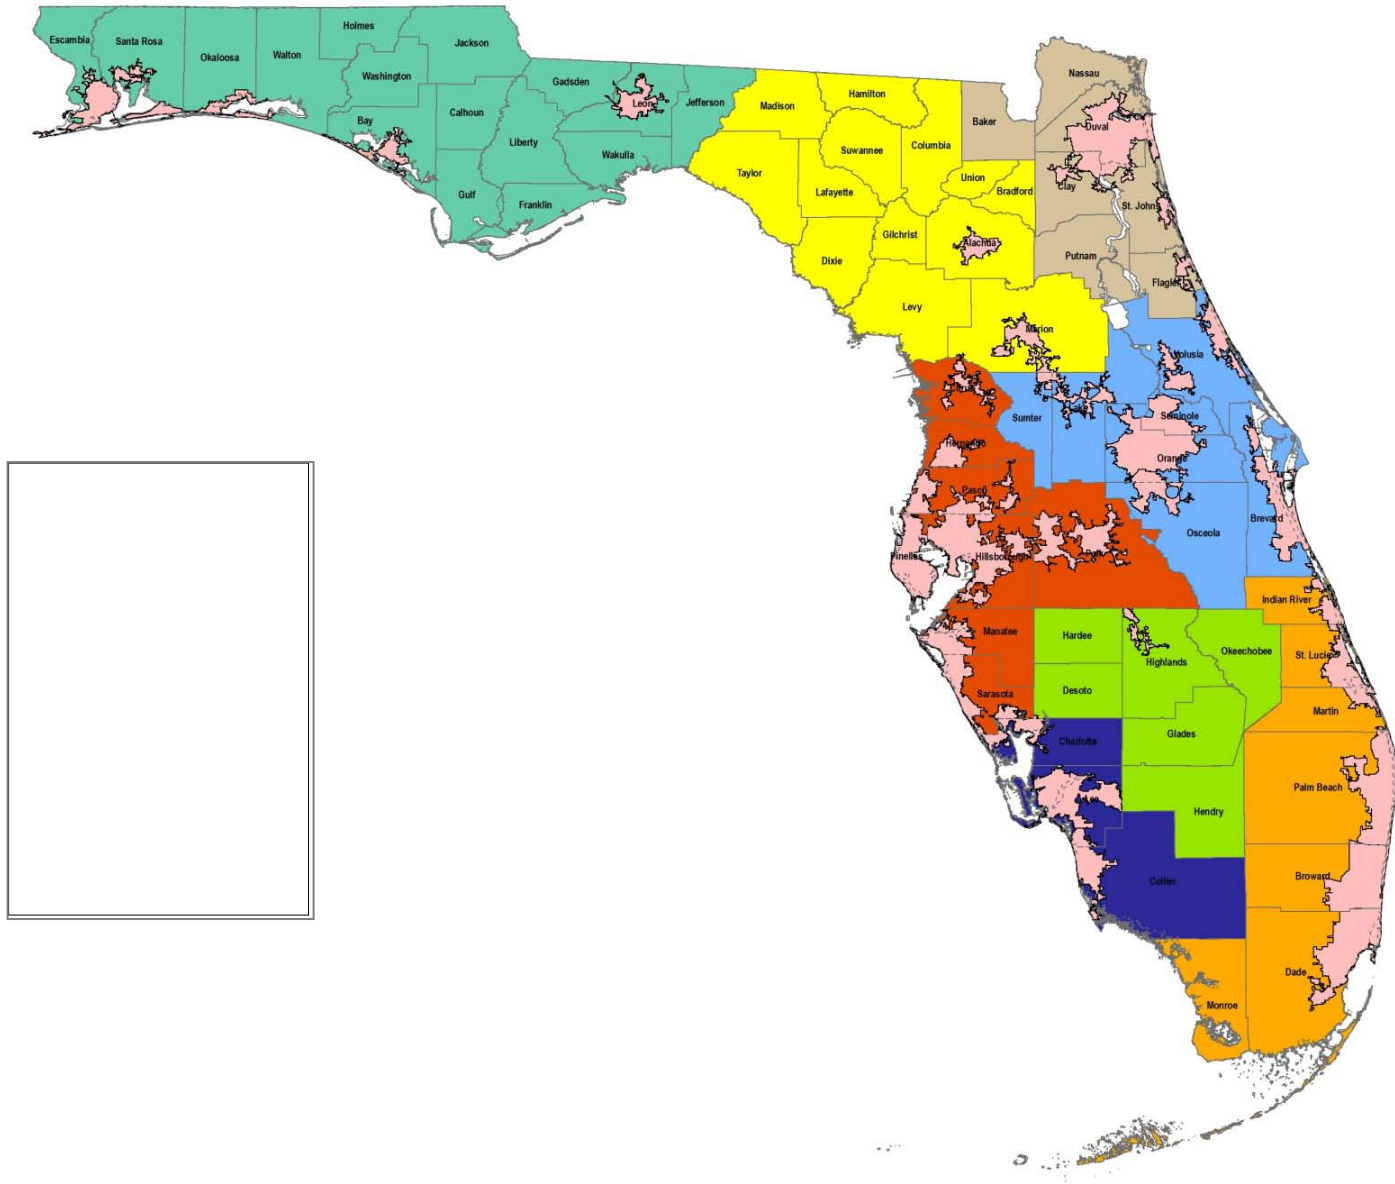 Escambia
Santa Rosa
Okaloosa
Walton
Holmes
Washington
Jackson
Bay
Calhoun
Gulf
Liberty
Gadsden
Franklin
Leon
Wakulla
Jefferson
Madison
Hamilton
Taylor
Suwannee
Lafayette
Columbia
Baker
Nassau
Duval
Union
Bradford
Clay
St. Johns
Gilchrist
Alachua
Dixie
Putnam
Flagler
Levy
Marion
Volusia
Citrus
Sumter
Lake
Seminole
Hernando
Orange
Pasco
Brevard
Osceola
Pinellas
Hillsborough
Polk
Indian River
Manatee
Hardee
Highlands
Okeechobee
St. Lucie
Sarasota
Desoto
Martin
Charlotte
Glades
Palm Beach
Hendry
Collier
Broward
Dade
Monroe